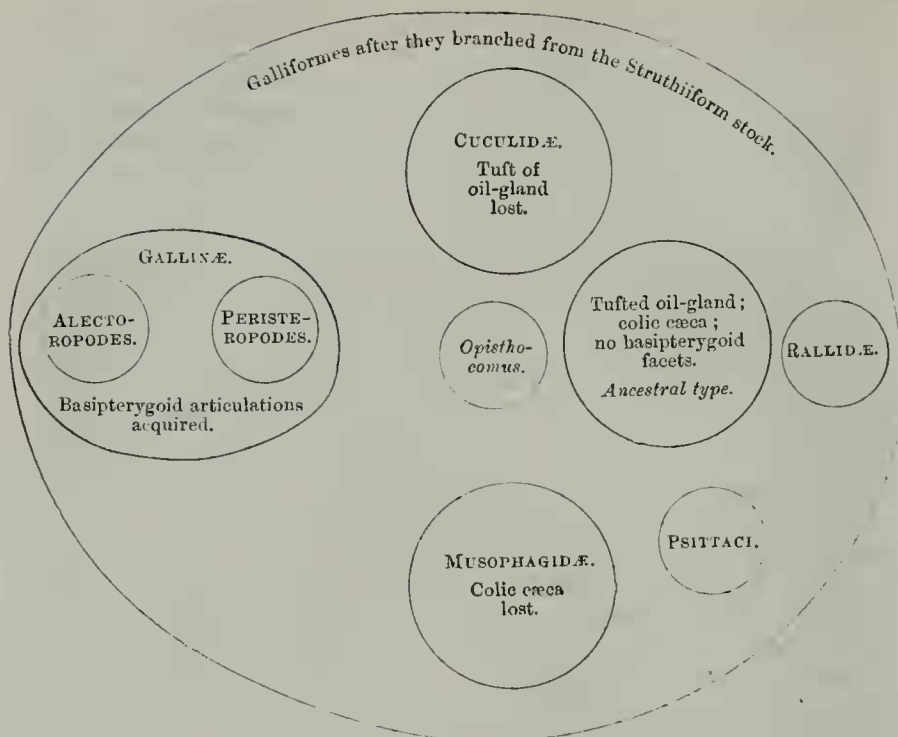 Galliformes after they branched from the Struthiiform stock.
CUCULIDÆ.
Tuft of
oil-gland
lost.
GALLINÆ.
ALECTO-
ROPODES.
PERISTE-
ROPODES.
Basipterygoid articulations
acquired.
Opistho-
comus.
Tufted oil-gland;
colic cæca;
no basipterygoid
facets.
Ancestral type.
RALLIDÆ.
MUSOPHAGIDÆ.
Colic cæca
lost.
PSITTACI.